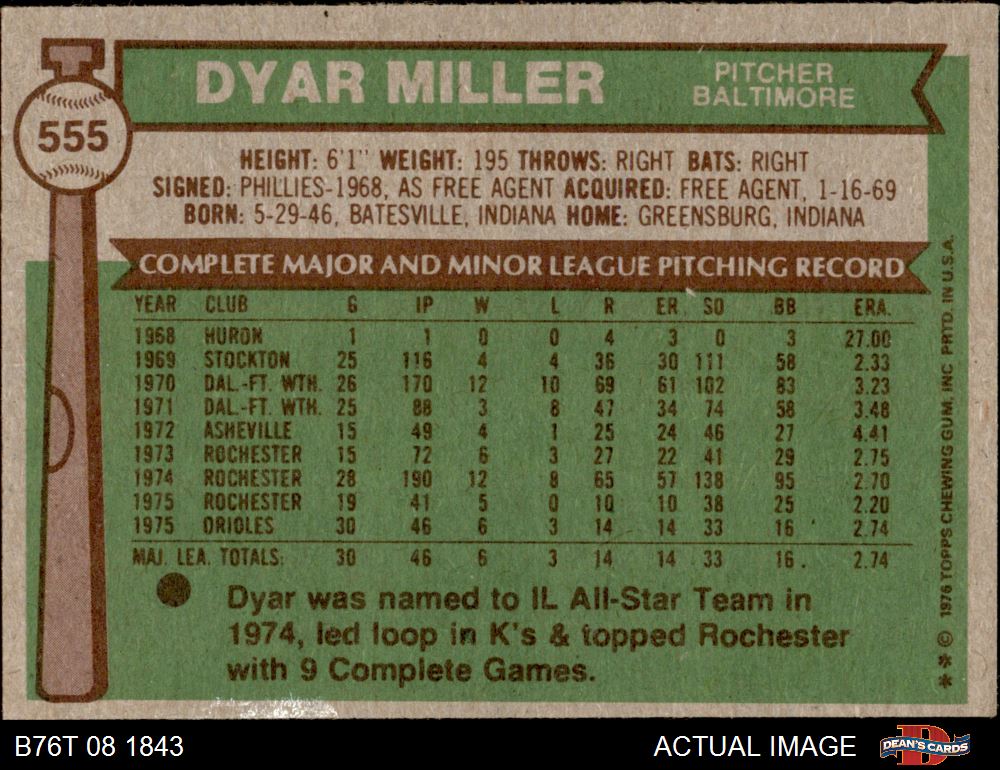 DYAR MILLER
PITCHER
BALTIMORE
555
HEIGHT: 6'1" WEIGHT: 195 THROWS: RIGHT BATS: RIGHT
SIGNED: PHILLIES-1968, AS FREE AGENT ACQUIRED: FREE AGENT, 1-16-69
BORN: 5-29-46, BATESVILLE, INDIANA HOME: GREENSBURG, INDIANA
COMPLETE MAJOR AND MINOR LEAGUE PITCHING RECORD
YEAR CLUB G IP W L R ER SO BB ERA.
1968 HURON 1 1 0 0 4 3 0 3 27.00
1969 STOCKTON 25 116 4 4 36 30 111 58 2.33
1970 DAL.-FT. WTH. 26 170 12 10 69 61 102 83 3.23
1971 DAL.-FT. WTH. 25 88 3 8 47 34 74 58 3.48
1972 ASHEVILLE 15 49 4 1 25 24 46 27 4.41
1973 ROCHESTER 15 72 6 3 27 22 41 29 2.75
1974 ROCHESTER 28 190 12 8 65 57 138 95 2.70
1975 ROCHESTER 19 41 5 0 10 10 38 25 2.20
1975 ORIOLES 30 46 6 3 14 14 33 16 2.74
MAJ. LEA. TOTALS: 30 46 6 3 14 14 33 16 2.74
Dyar was named to IL All-Star Team in
1974, led loop in K's & topped Rochester
with 9 Complete Games.
** © 1976 TOPPS CHEWING GUM, INC. PRTD. IN U.S.A.
B76T 08 1843
ACTUAL IMAGE
DEAN'S CARDS